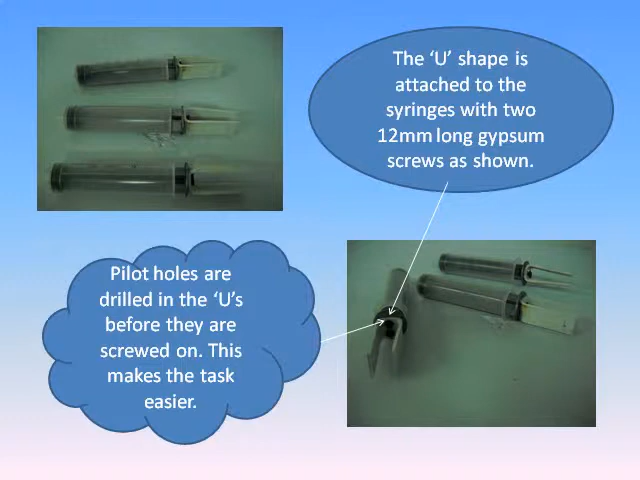 The ‘U’ shape is
attached to the
syringes with two
12mm long gypsum
screws as shown.
Pilot holes are
drilled in the ‘U’s
before they are
screwed on. This
makes the task
easier.